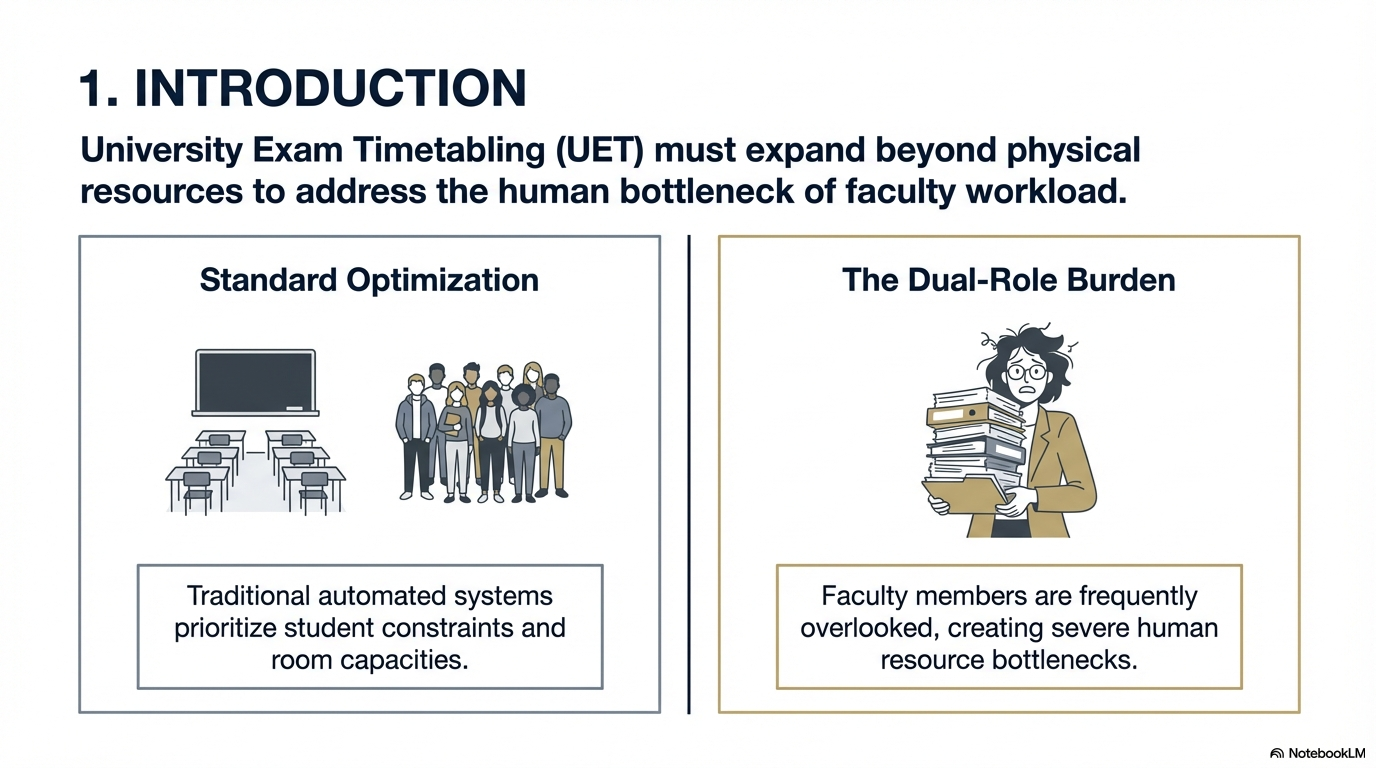 1. INTRODUCTION
University Exam Timetabling (UET) must expand beyond physical
resources to address the human bottleneck of faculty workload.
Standard Optimization
Traditional automated systems
prioritize student constraints and
room capacities.
The Dual-Role Burden
Faculty members are frequently
overlooked, creating severe human
resource bottlenecks.
NotebookLM